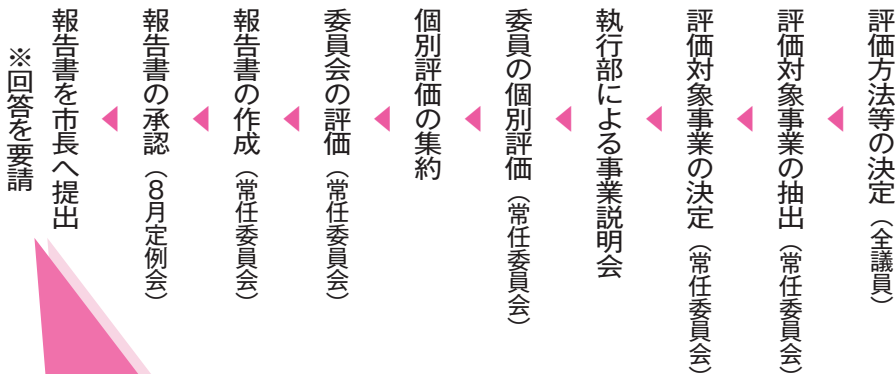 評価方法等の決定（全議員）
評価対象事業の抽出（常任委員会）
評価対象事業の決定（常任委員会）
執行部による事業説明会
委員の個別評価（常任委員会）
個別評価の集約
委員会の評価（常任委員会）
報告書の作成（常任委員会）
報告書の承認（8月定例会）
報告書を市長へ提出
※回答を要請